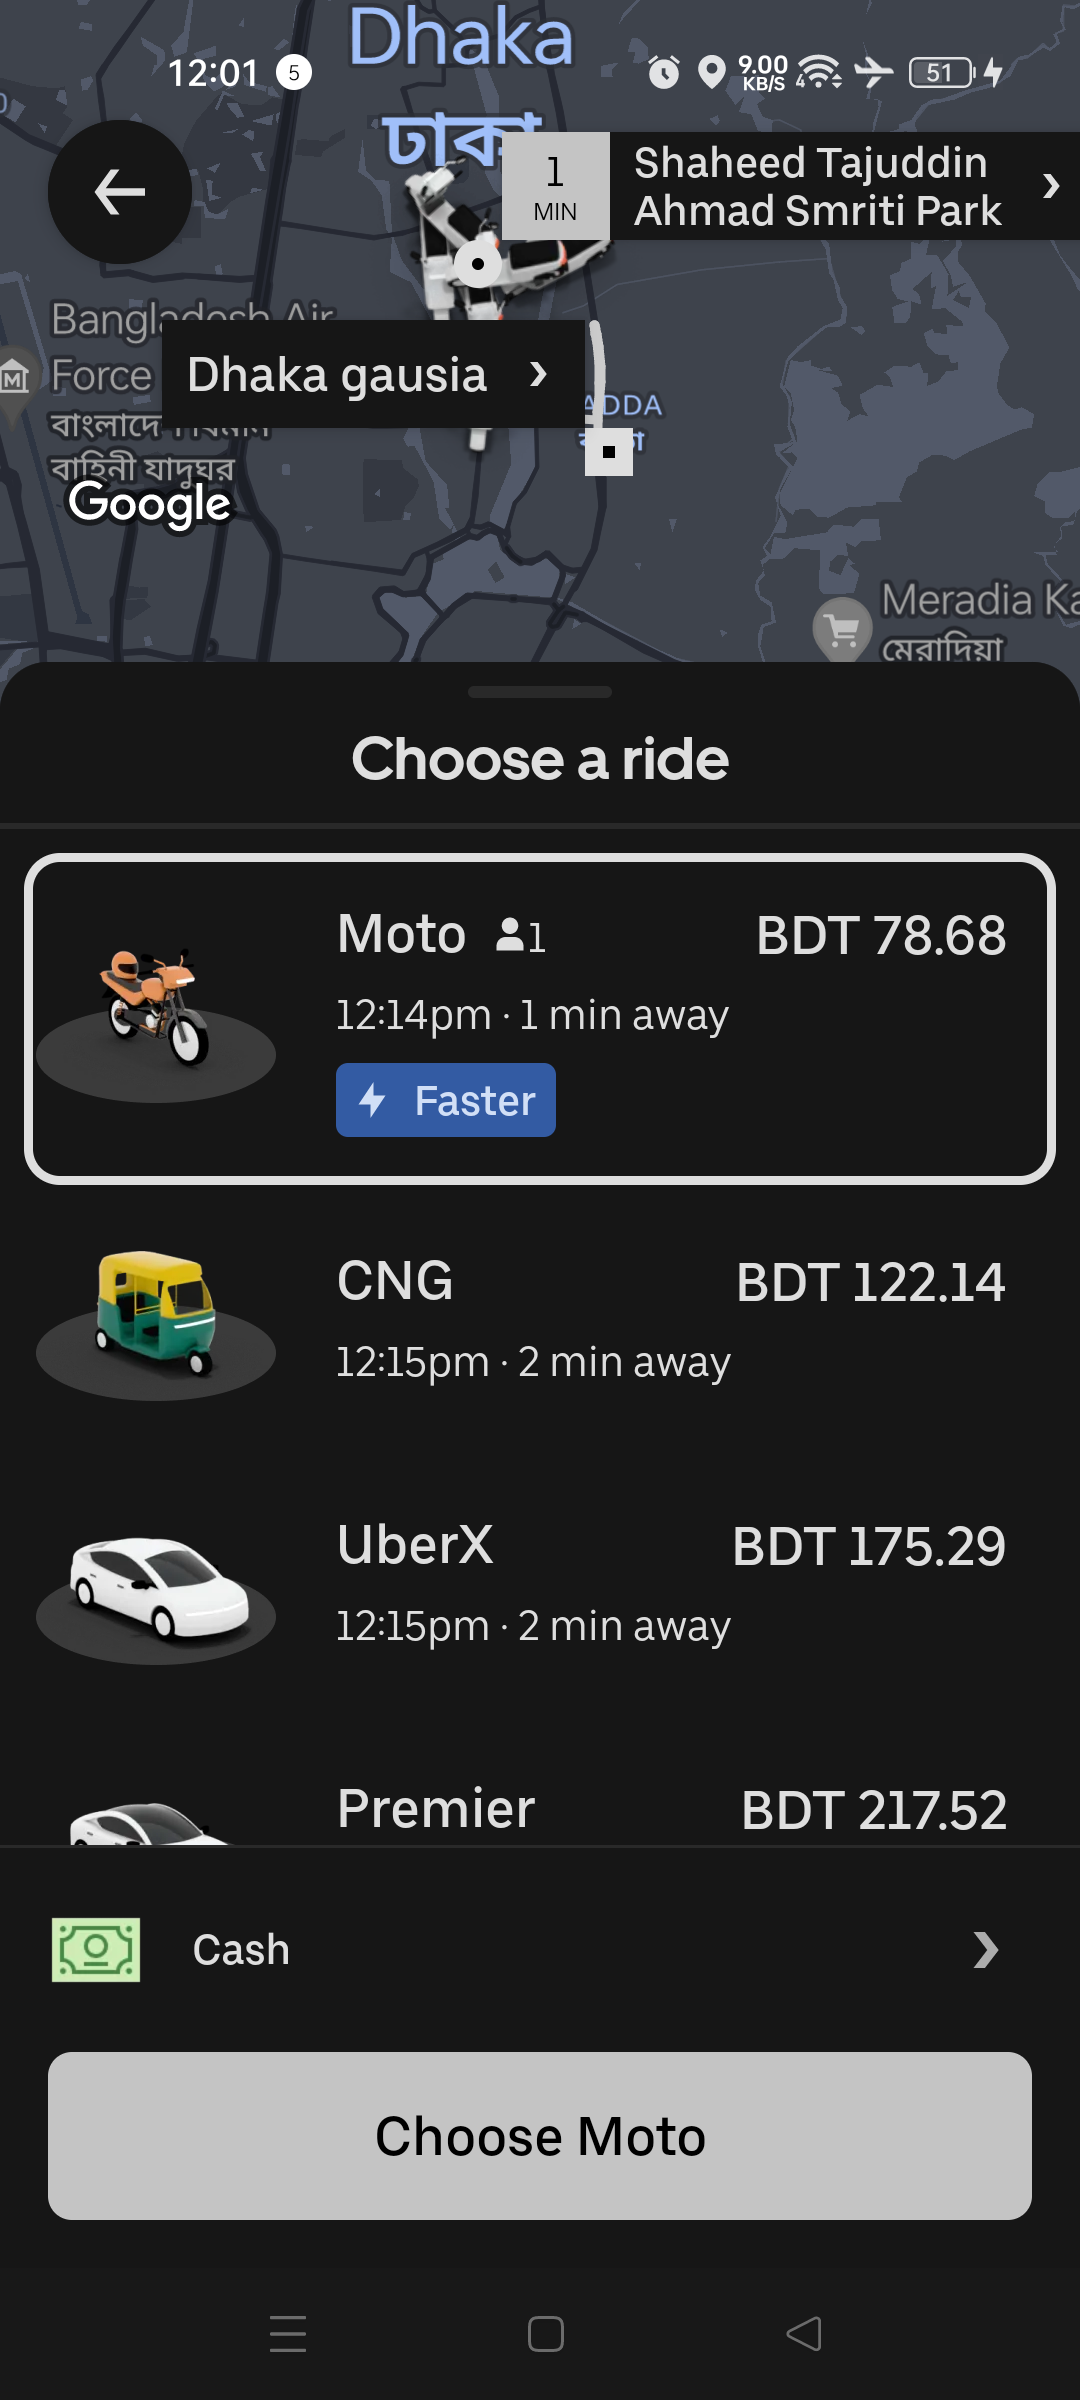 Dhaka
ঢাকা
12:01 5
9.00 KB/S
4
51
1 MIN
Shaheed Tajuddin
Ahmad Smriti Park
Bangladesh Air
Force
Dhaka gausia
বাহিনী যাদুঘর
Google
Meradia
মেরাদিয়া
Choose a ride
Moto 1 BDT 78.68
12:14pm · 1 min away
Faster
CNG BDT 122.14
12:15pm · 2 min away
UberX BDT 175.29
12:15pm · 2 min away
Premier BDT 217.52
Cash
Choose Moto